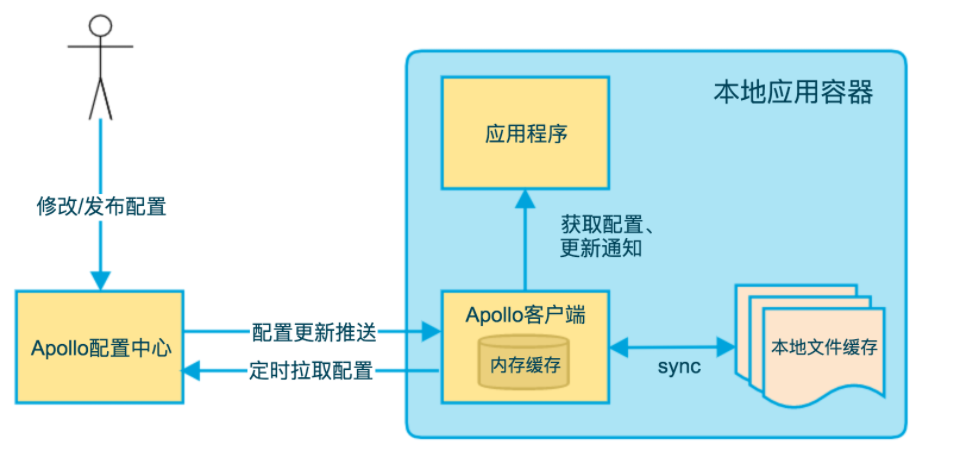 本地应用容器
应用程序
修改/发布配置
获取配置、
更新通知
Apollo配置中心
配置更新推送
定时拉取配置
Apollo客户端
内存缓存
sync
本地文件缓存